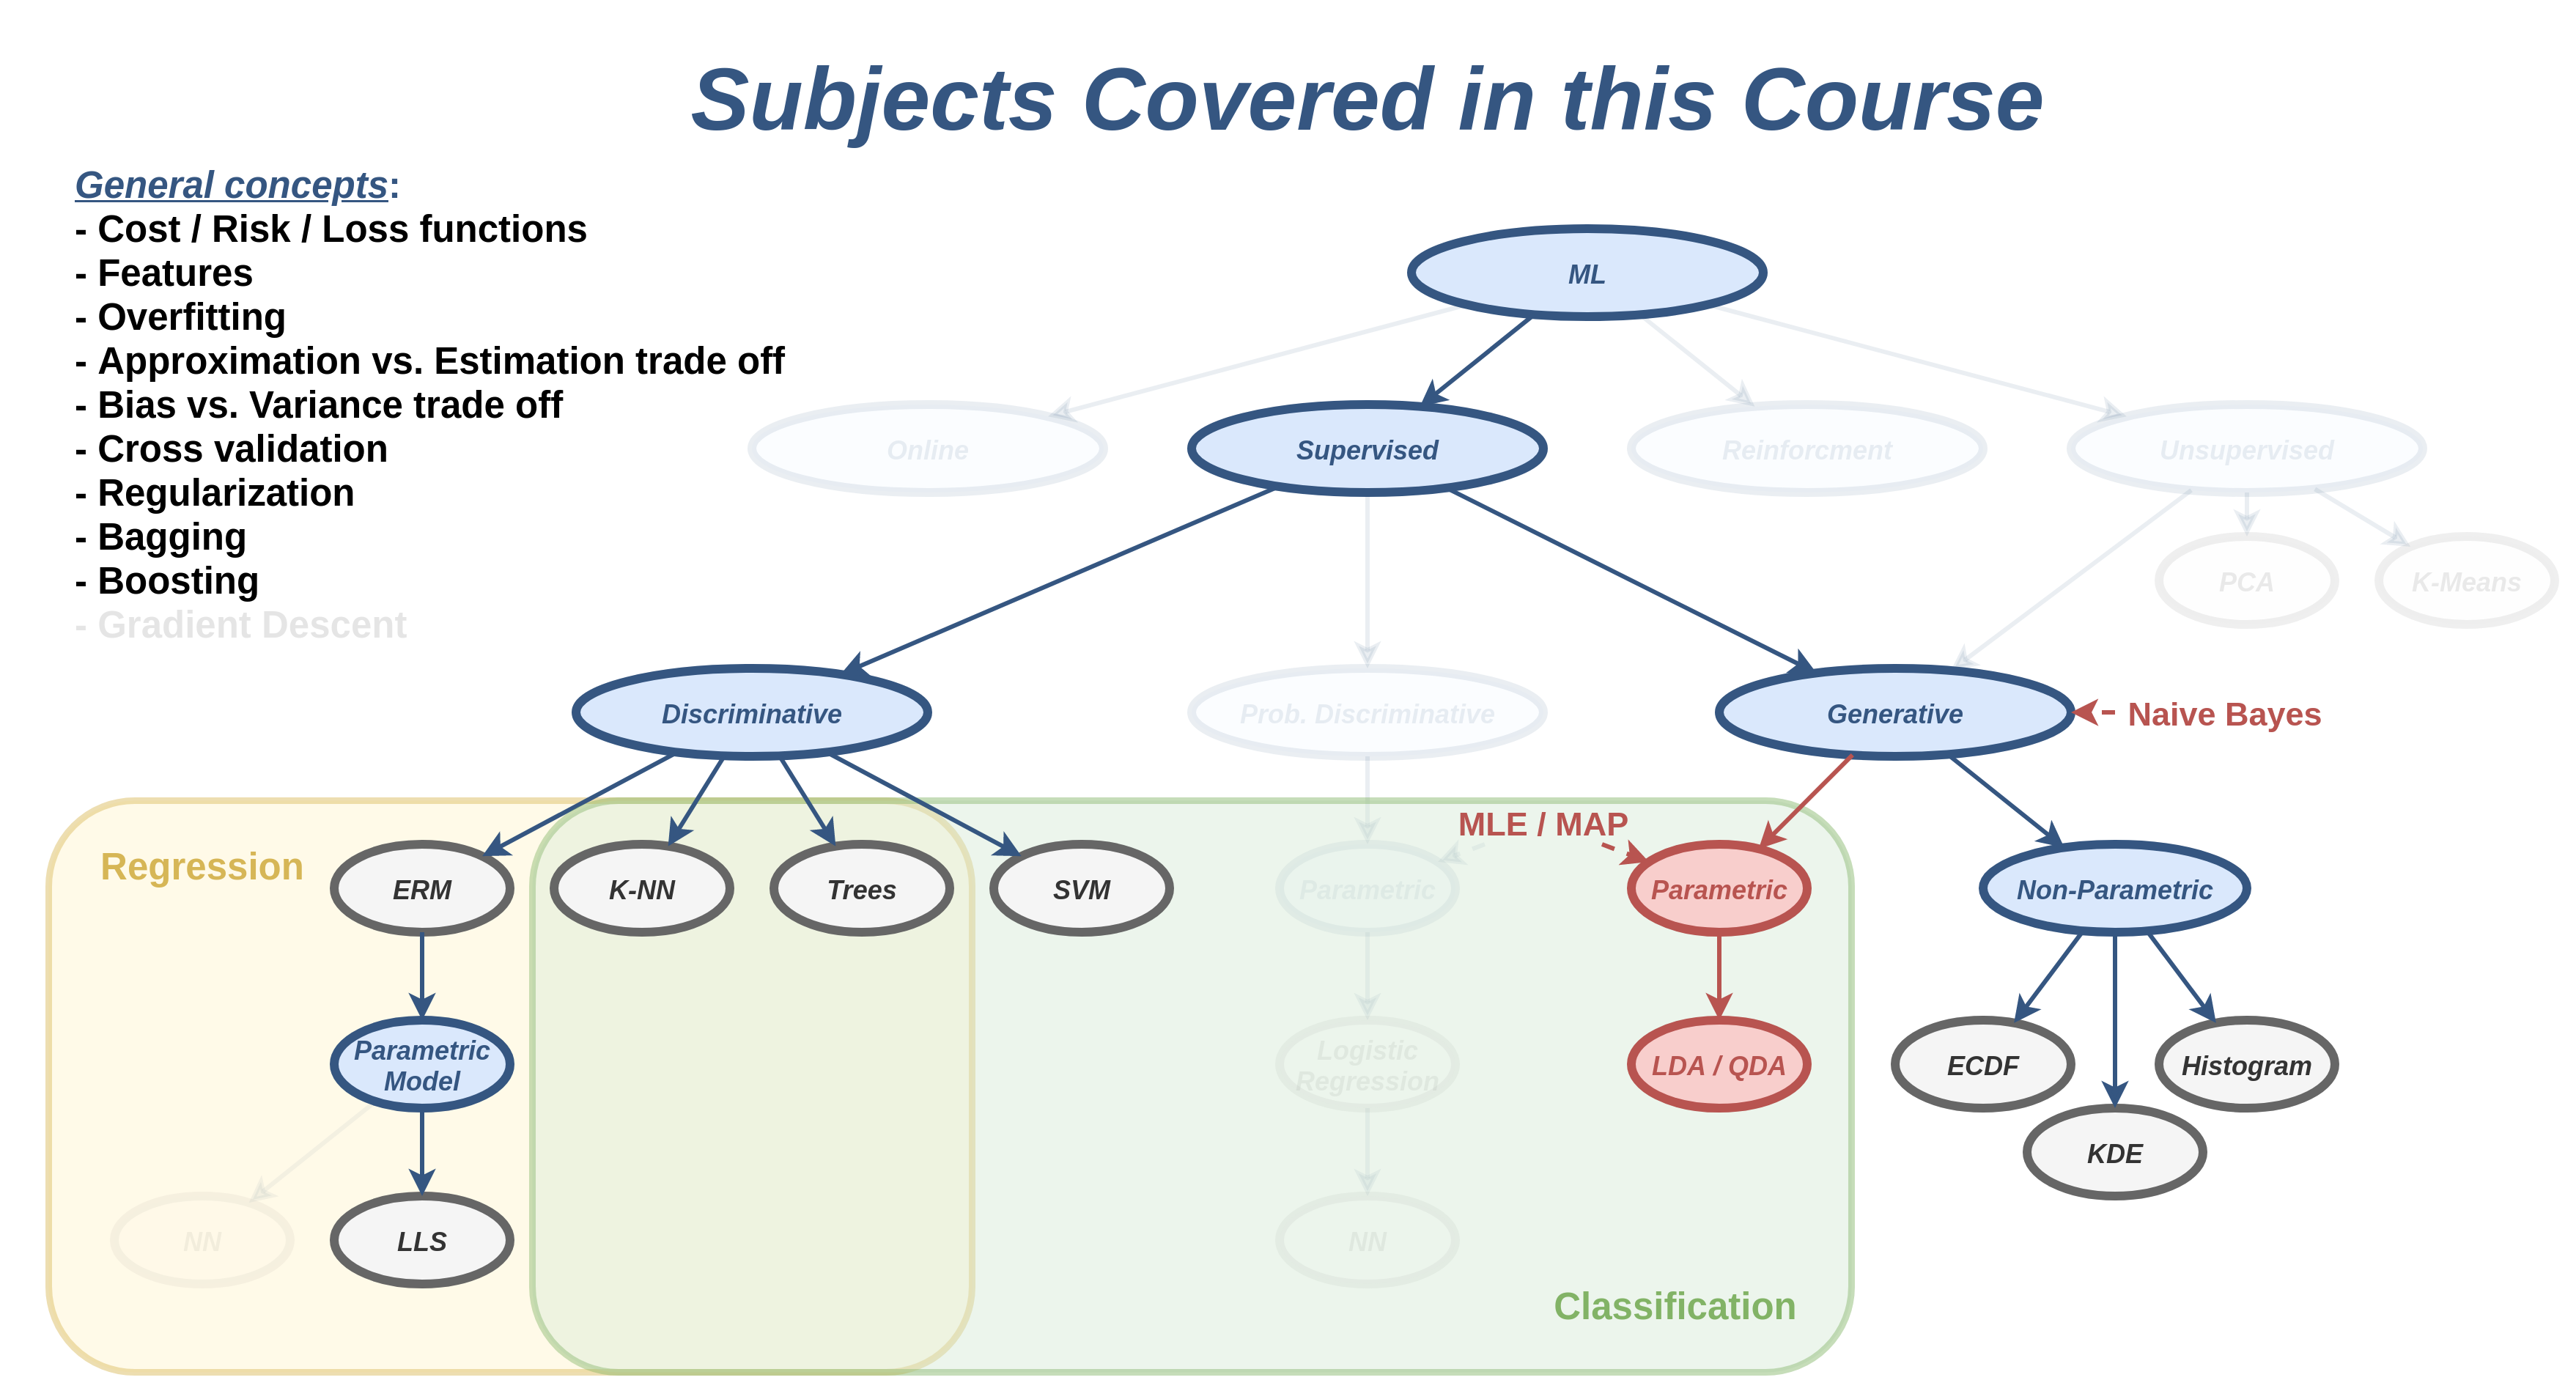 Subjects Covered in this Course
General concepts:
- Cost / Risk / Loss functions
- Features
- Overfitting
- Approximation vs. Estimation trade off
- Bias vs. Variance trade off
- Cross validation
- Regularization
- Bagging
- Boosting
- Gradient Descent
ML
Online
Supervised
Reinforcment
Unsupervised
PCA
K-Means
Discriminative
Prob. Discriminative
Generative
Naive Bayes
MLE / MAP
Regression
ERM
K-NN
Trees
SVM
Parametric
Parametric
Non-Parametric
Parametric
Model
Logistic
Regression
LDA / QDA
ECDF
Histogram
KDE
NN
LLS
NN
Classification